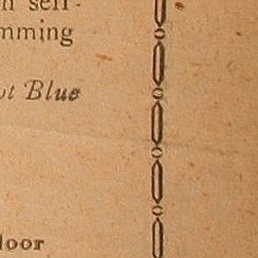 n self-
mming
ot Blue
loor